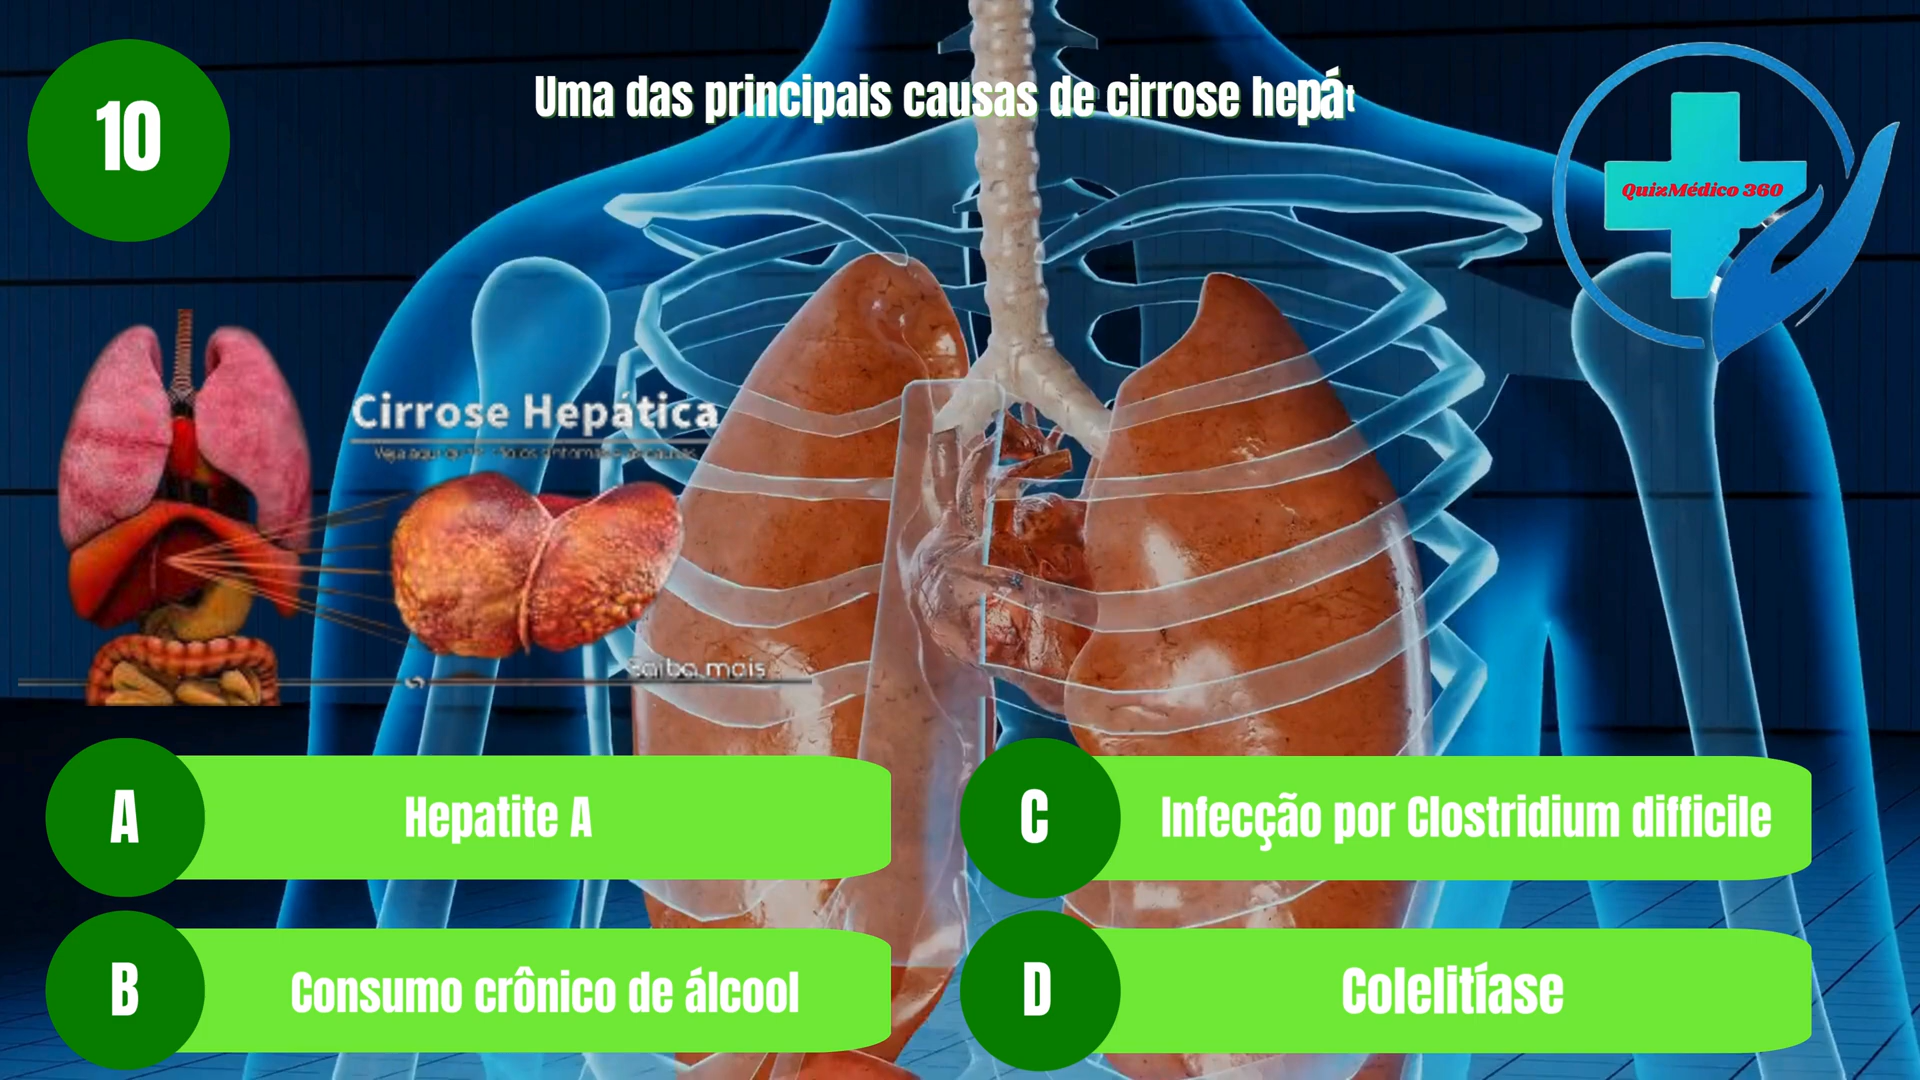 10
Uma das principais causas de cirrose hepát
QuizMédico 360
Cirrose Hepática
Saiba mais
A
Hepatite A
C
Infecção por Clostridium difficile
B
Consumo crônico de álcool
D
Colelitíase